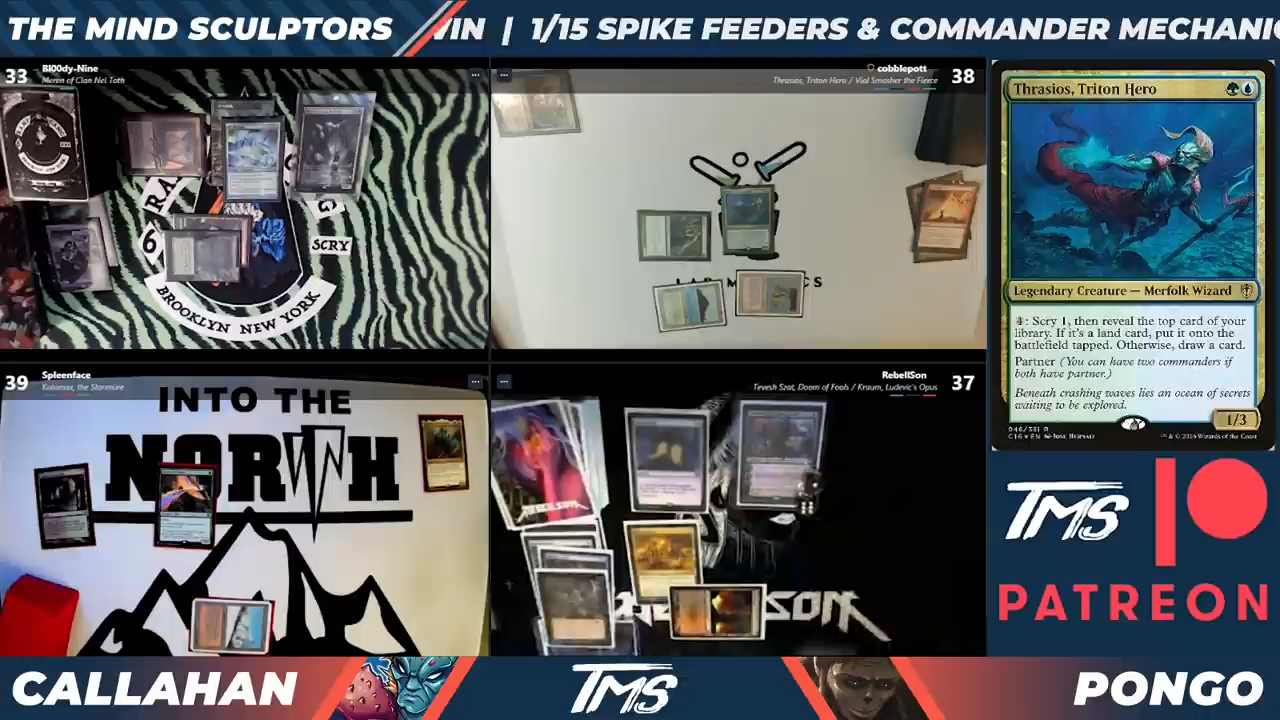 THE MIND SCULPTORS
VIN | 1/15 SPIKE FEEDERS & COMMANDER MECHANI
33
Bl00dy-Nine
Meren of Clan Nel Toth
SCRY
BROOKLYN NEW YORK
cobblepott
38
Thrasios, Triton Hero / Vial Smasher the Fierce
39
Spleenface
Kalamax, the Stormsire
INTO THE
NORTH
RebellSon
37
Tevesh Szat, Doom of Fools / Kraum, Ludevic's Opus
Thrasios, Triton Hero
Legendary Creature — Merfolk Wizard
4: Scry 1, then reveal the top card of your
library. If it's a land card, put it onto the
battlefield tapped. Otherwise, draw a card.
Partner (You can have two commanders if
both have partner.)
Beneath crashing waves lies an ocean of secrets
waiting to be explored.
1/3
TMS
PATREON
CALLAHAN
TMS
PONGO